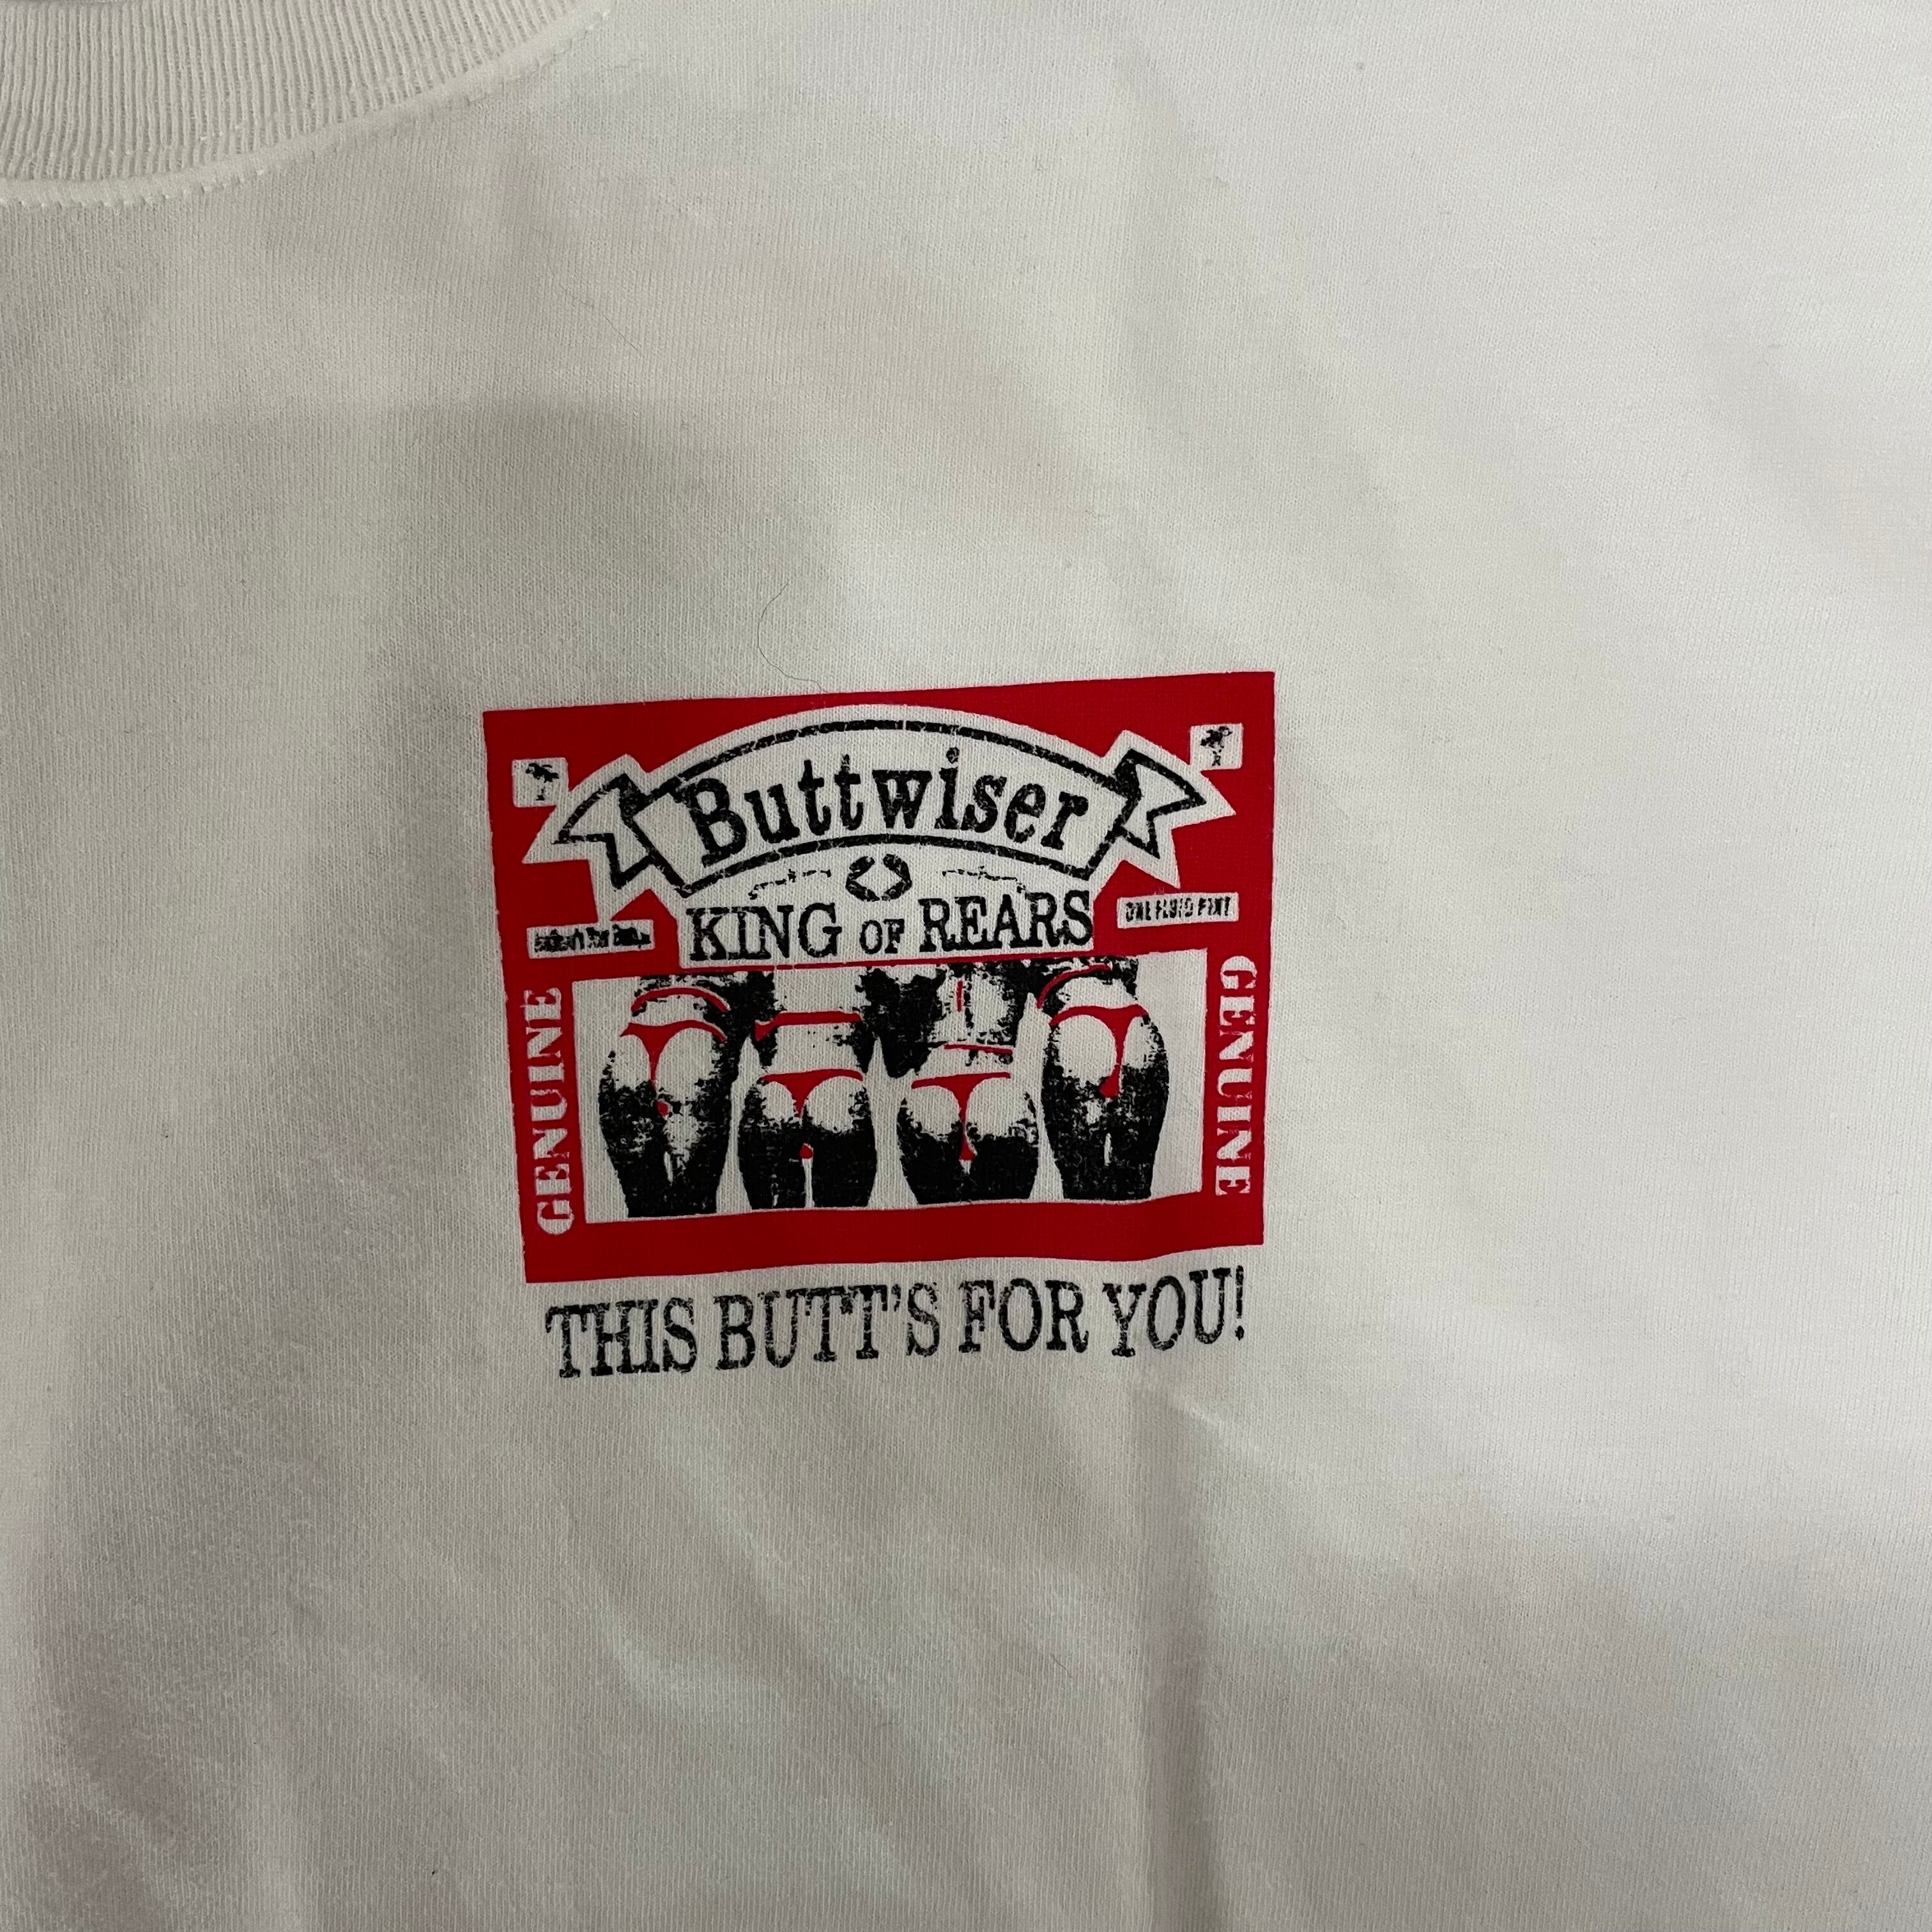 Buttwiser
KING OF REARS
ONE FLUID PINT
GENUINE
GENUINE
THIS BUTT'S FOR YOU!